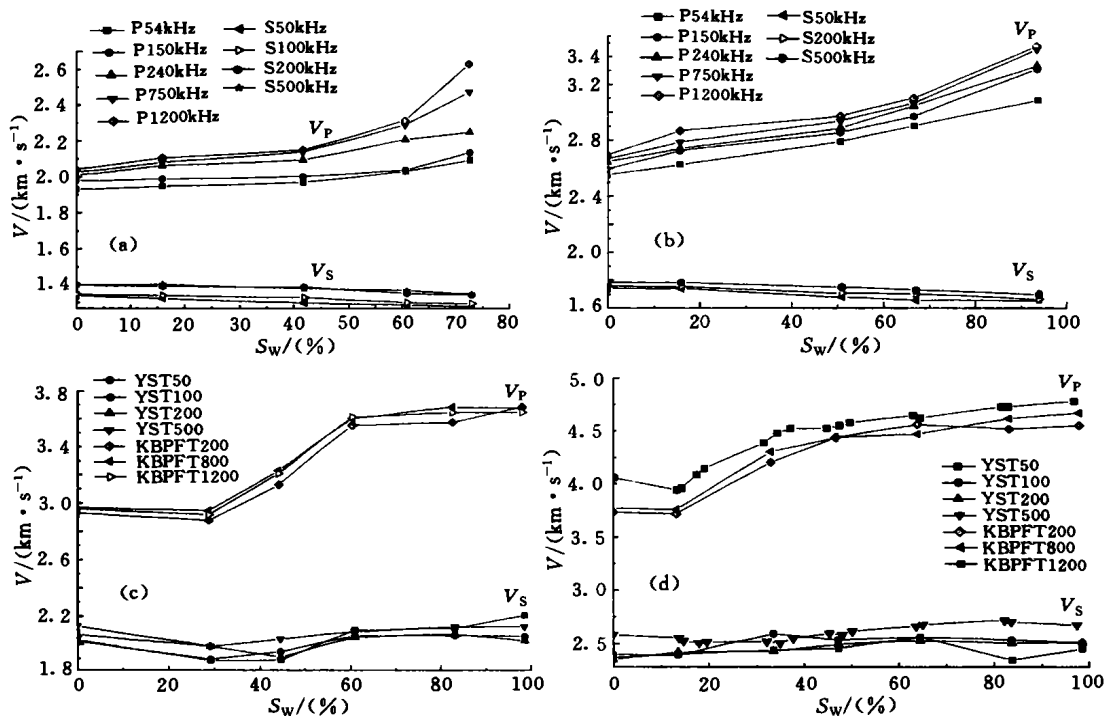 P54kHz
P150kHz
P240kHz
P750kHz
P1200kHz
S50kHz
S100kHz
S200kHz
S500kHz
V/(km·s⁻¹)
2.6
2.4
2.2
2.0
1.8
1.6
1.4
V_P
(a)
V_S
0 10 20 30 40 50 60 70 80
S_W/(%)
P54kHz
P150kHz
P240kHz
P750kHz
P1200kHz
S50kHz
S200kHz
S500kHz
V/(km·s⁻¹)
3.4
3.0
2.6
2.2
1.8
1.6
V_P
(b)
V_S
0 20 40 60 80 100
S_W/(%)
YST50
YST100
YST200
YST500
KBPFT200
KBPFT800
KBPFT1200
V/(km·s⁻¹)
3.8
3.4
3.0
2.6
2.2
1.8
V_P
(c)
V_S
0 20 40 60 80 100
S_W/(%)
V/(km·s⁻¹)
5.0
4.5
4.0
3.75
2.5
2.5
V_P
YST50
YST100
YST200
YST500
KBPFT200
KBPFT800
KBPFT1200
(d)
V_S
0 20 40 60 80 100
S_W/(%)